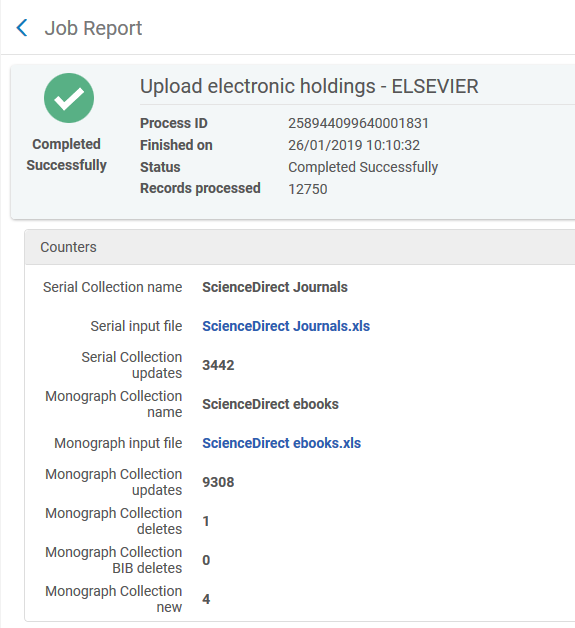 Job Report
Upload electronic holdings - ELSEVIER
Completed
Successfully
Process ID 258944099640001831
Finished on 26/01/2019 10:10:32
Status Completed Successfully
Records processed 12750
Counters
Serial Collection name ScienceDirect Journals
Serial input file ScienceDirect Journals.xls
Serial Collection
updates 3442
Monograph Collection
name ScienceDirect ebooks
Monograph input file ScienceDirect ebooks.xls
Monograph Collection
updates 9308
Monograph Collection
deletes 1
Monograph Collection
BIB deletes 0
Monograph Collection
new 4